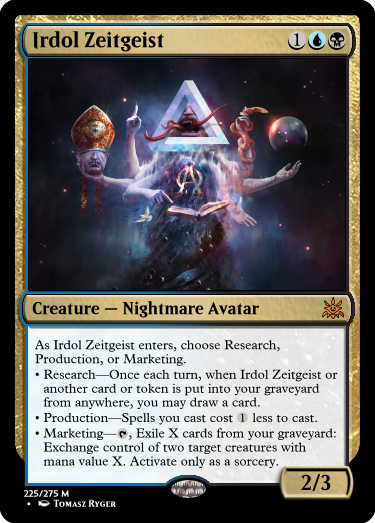 Irdol Zeitgeist 1
Creature — Nightmare Avatar
As Irdol Zeitgeist enters, choose Research,
Production, or Marketing.
• Research—Once each turn, when Irdol Zeitgeist or
another card or token is put into your graveyard
from anywhere, you may draw a card.
• Production—Spells you cast cost 1 less to cast.
• Marketing—, Exile X cards from your graveyard:
Exchange control of two target creatures with
mana value X. Activate only as a sorcery.
2/3
225/275 M
• Tomasz Ryger